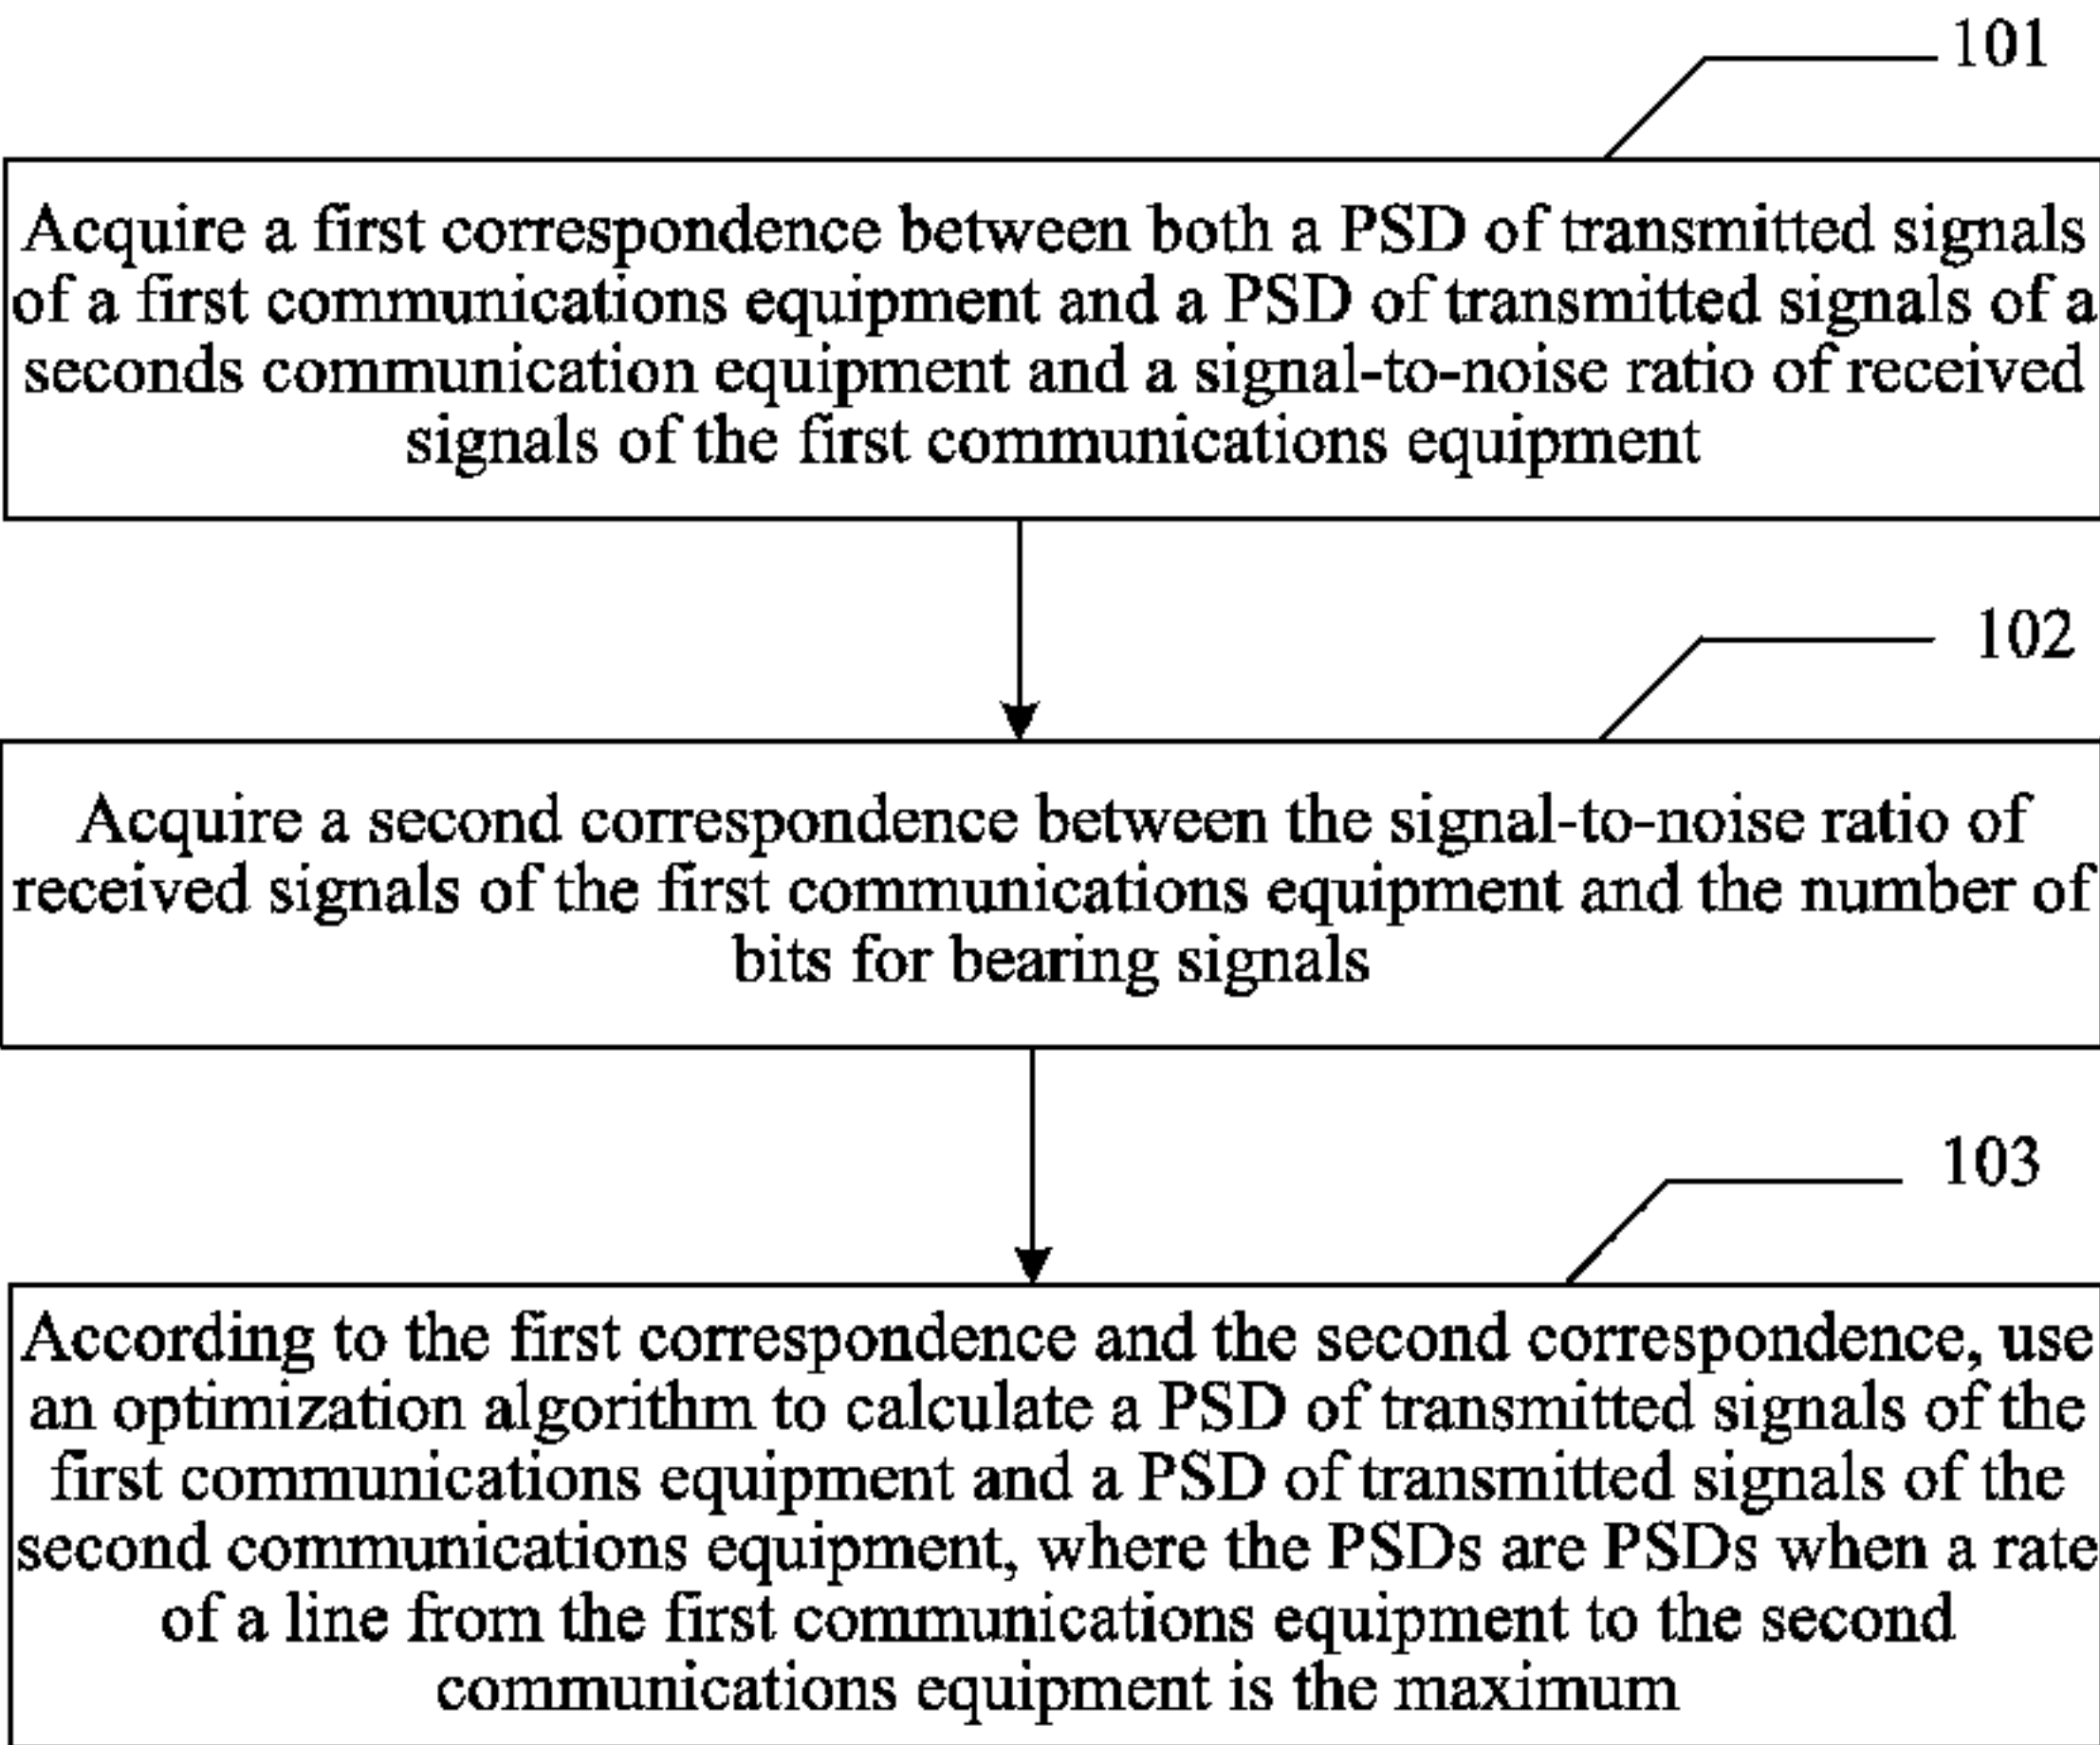 101
Acquire a first correspondence between both a PSD of transmitted signals
of a first communications equipment and a PSD of transmitted signals of a
seconds communication equipment and a signal-to-noise ratio of received
signals of the first communications equipment
102
Acquire a second correspondence between the signal-to-noise ratio of
received signals of the first communications equipment and the number of
bits for bearing signals
103
According to the first correspondence and the second correspondence, use
an optimization algorithm to calculate a PSD of transmitted signals of the
first communications equipment and a PSD of transmitted signals of the
second communications equipment, where the PSDs are PSDs when a rate
of a line from the first communications equipment to the second
communications equipment is the maximum